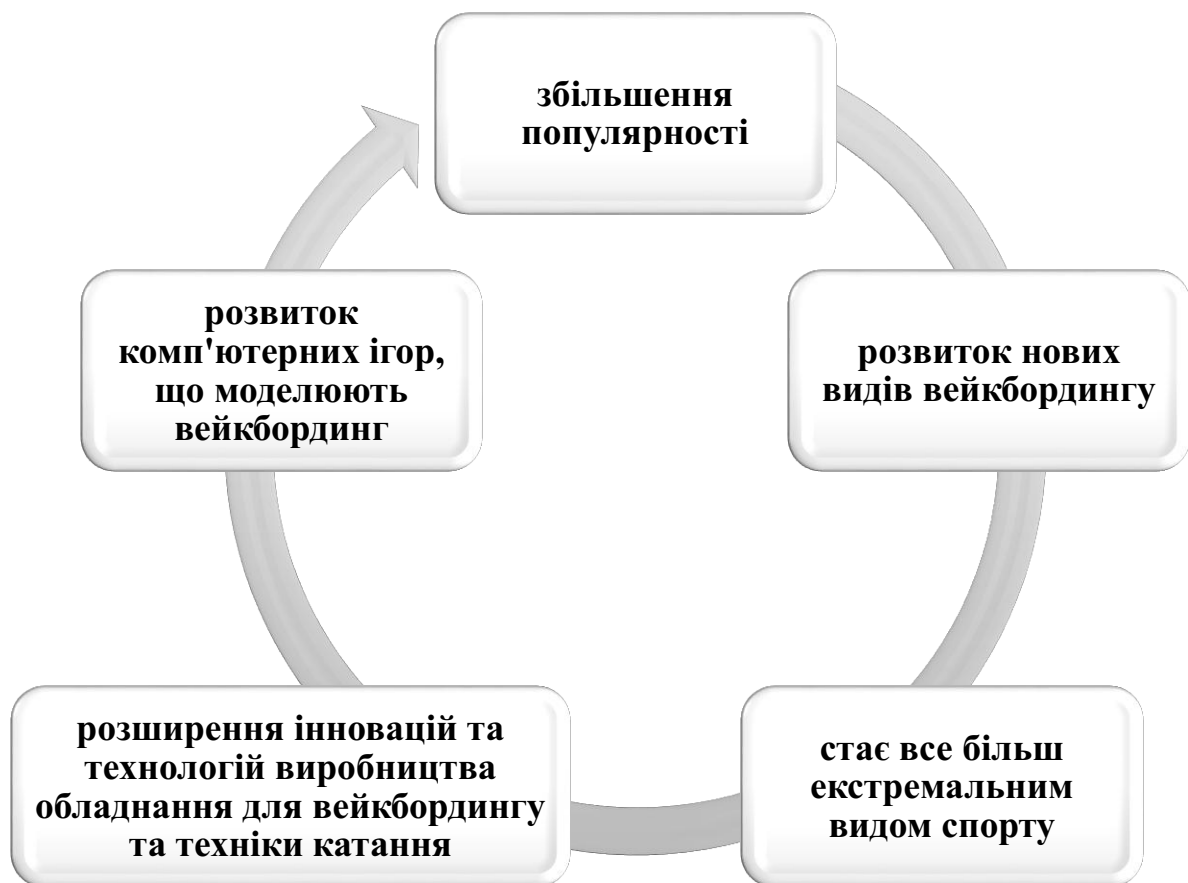 збільшення
популярності
розвиток нових
видів вейкбордингу
стає все більш
екстремальним
видом спорту
розширення інновацій та
технологій виробництва
обладнання для вейкбордингу
та техніки катання
розвиток
комп'ютерних ігор,
що моделюють
вейкбординг